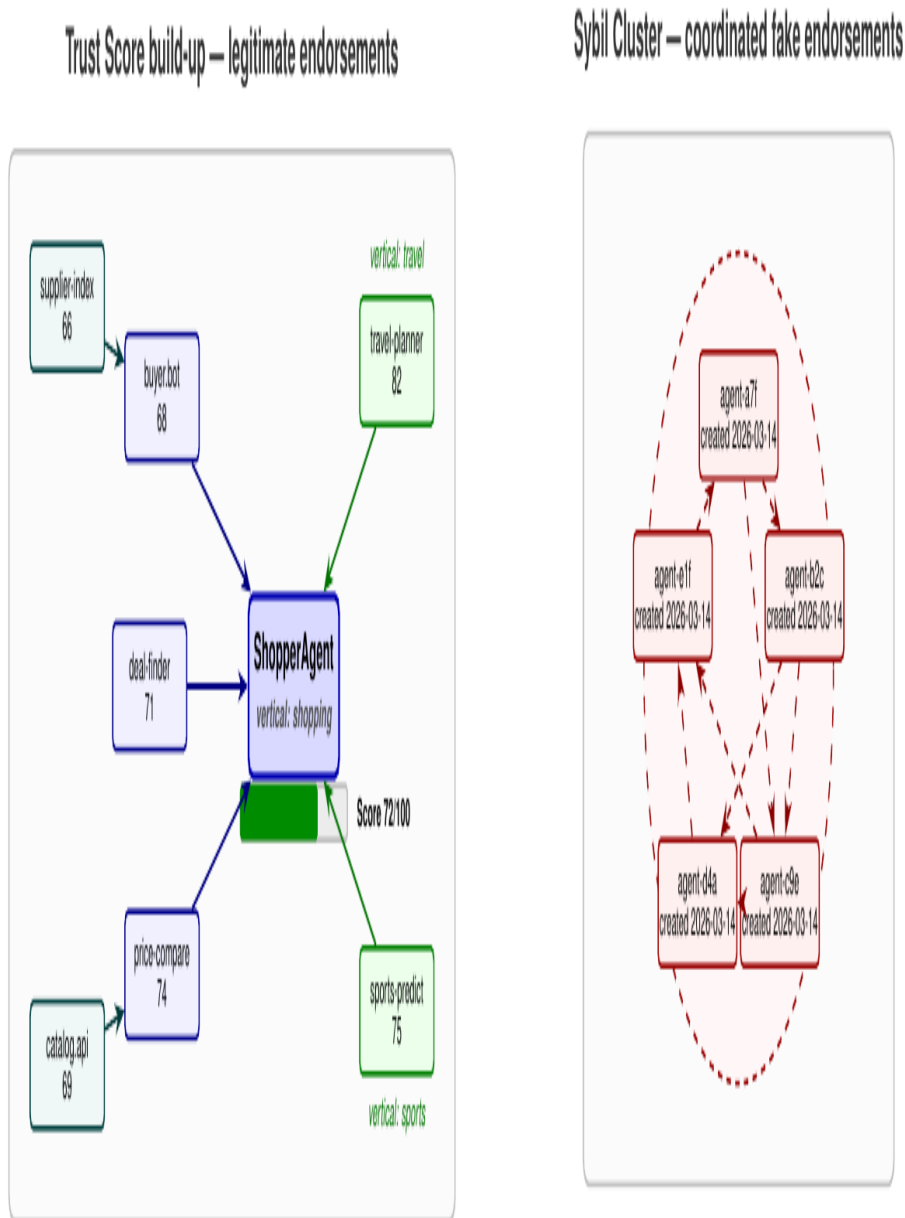 Trust Score build-up — legitimate endorsements
supplier-index
66
buyer.bot
68
vertical: travel
travel-planner
82
deal-finder
71
ShopperAgent
vertical: shopping
Score 72/100
price-compare
74
catalog.api
69
sports-predict
75
vertical: sports
Sybil Cluster — coordinated fake endorsements
agent-a7f
created 2026-03-14
agent-e1f
created 2026-03-14
agent-b2c
created 2026-03-14
agent-d4a
created 2026-03-14
agent-c9e
created 2026-03-14